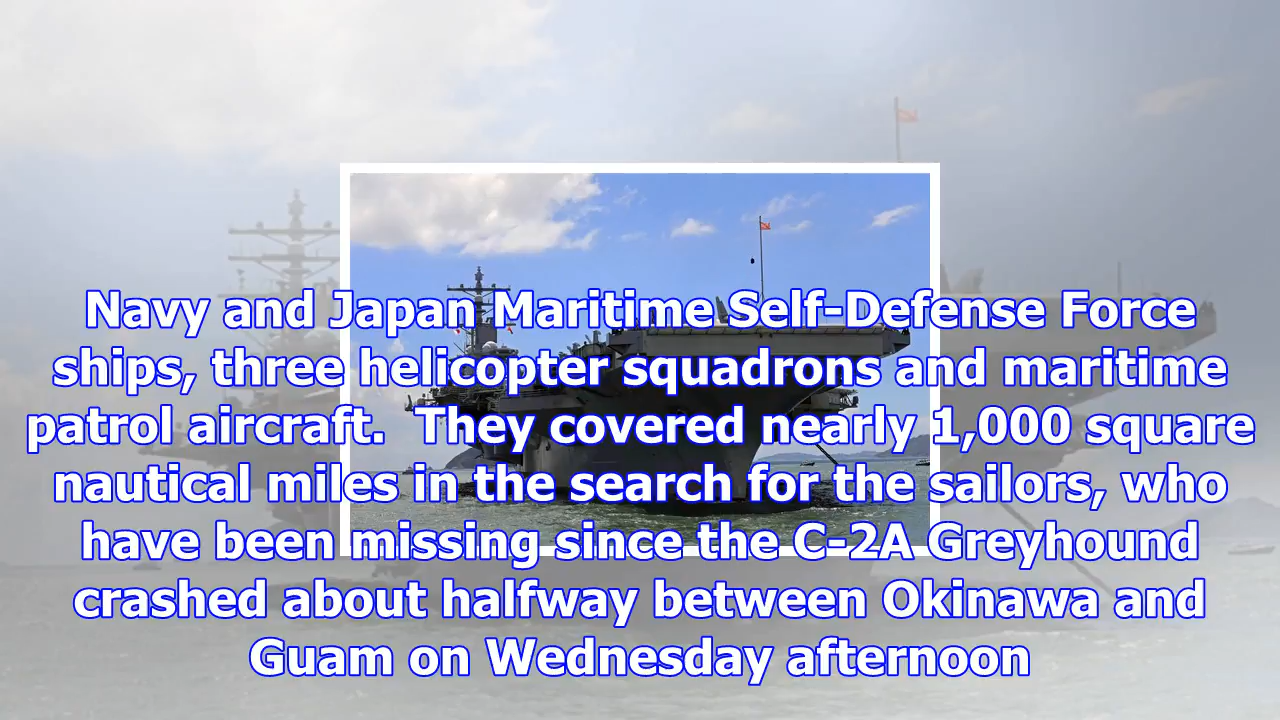 Navy and Japan Maritime Self-Defense Force
ships, three helicopter squadrons and maritime
patrol aircraft.  They covered nearly 1,000 square
nautical miles in the search for the sailors, who
have been missing since the C-2A Greyhound
crashed about halfway between Okinawa and
Guam on Wednesday afternoon